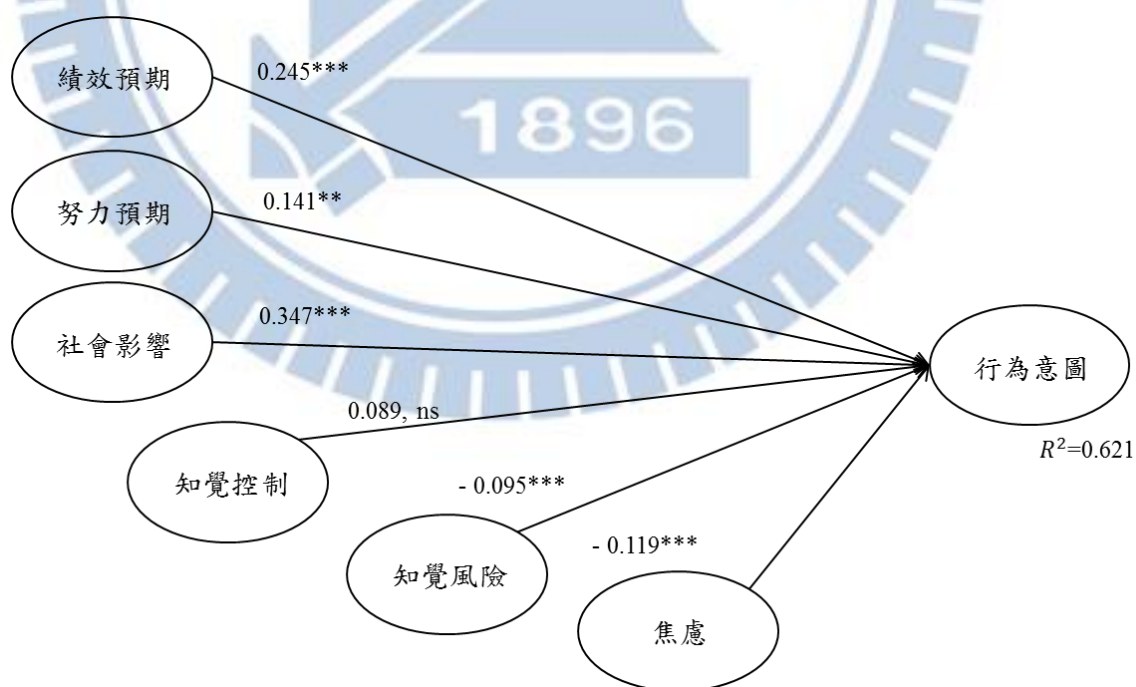 績效預期
0.245***
1896
努力預期
0.141**
社會影響
0.347***
行為意圖
0.089, ns
R²=0.621
知覺控制
- 0.095***
知覺風險
- 0.119***
焦慮